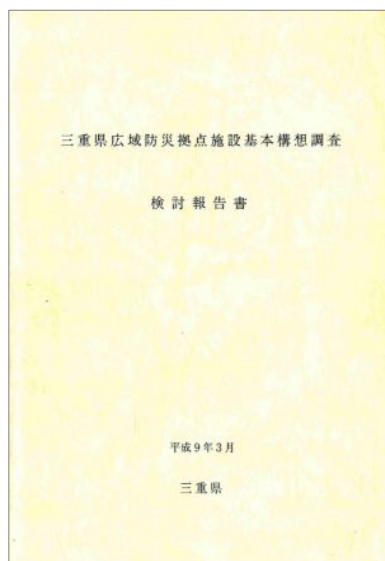 三重県広域防災拠点施設基本構想調査
検討報告書
平成9年3月
三重県